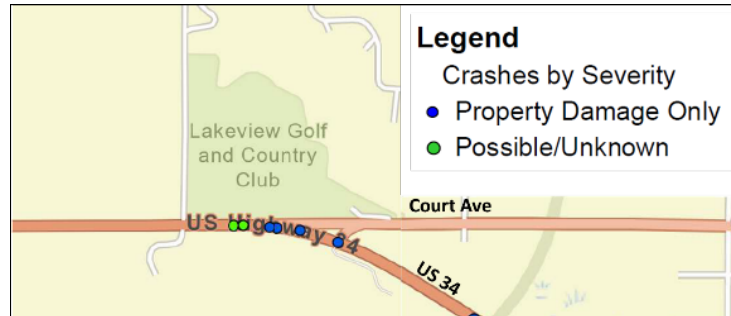 Legend
Crashes by Severity
Property Damage Only
Possible/Unknown
Lakeview Golf
and Country
Club
Court Ave
US Highway 34
US 34